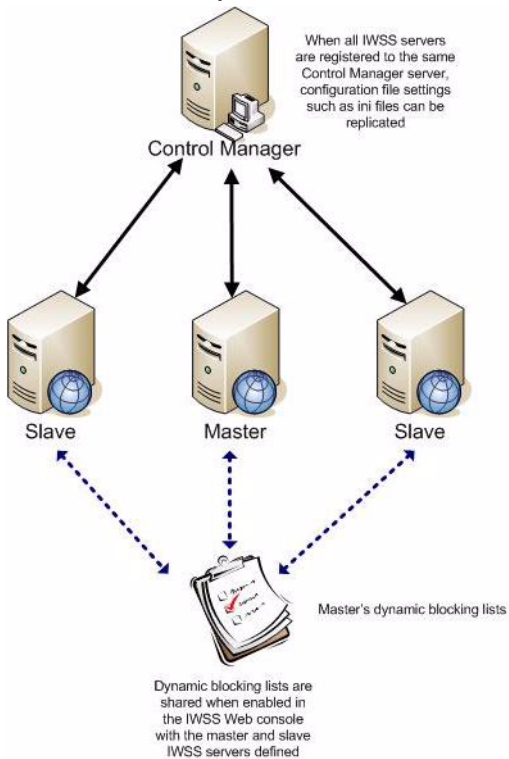 When all IWSS servers
are registered to the same
Control Manager server,
configuration file settings
such as ini files can be
replicated
Control Manager
Slave
Master
Slave
Master's dynamic blocking lists
Dynamic blocking lists are
shared when enabled in
the IWSS Web console
with the master and slave
IWSS servers defined